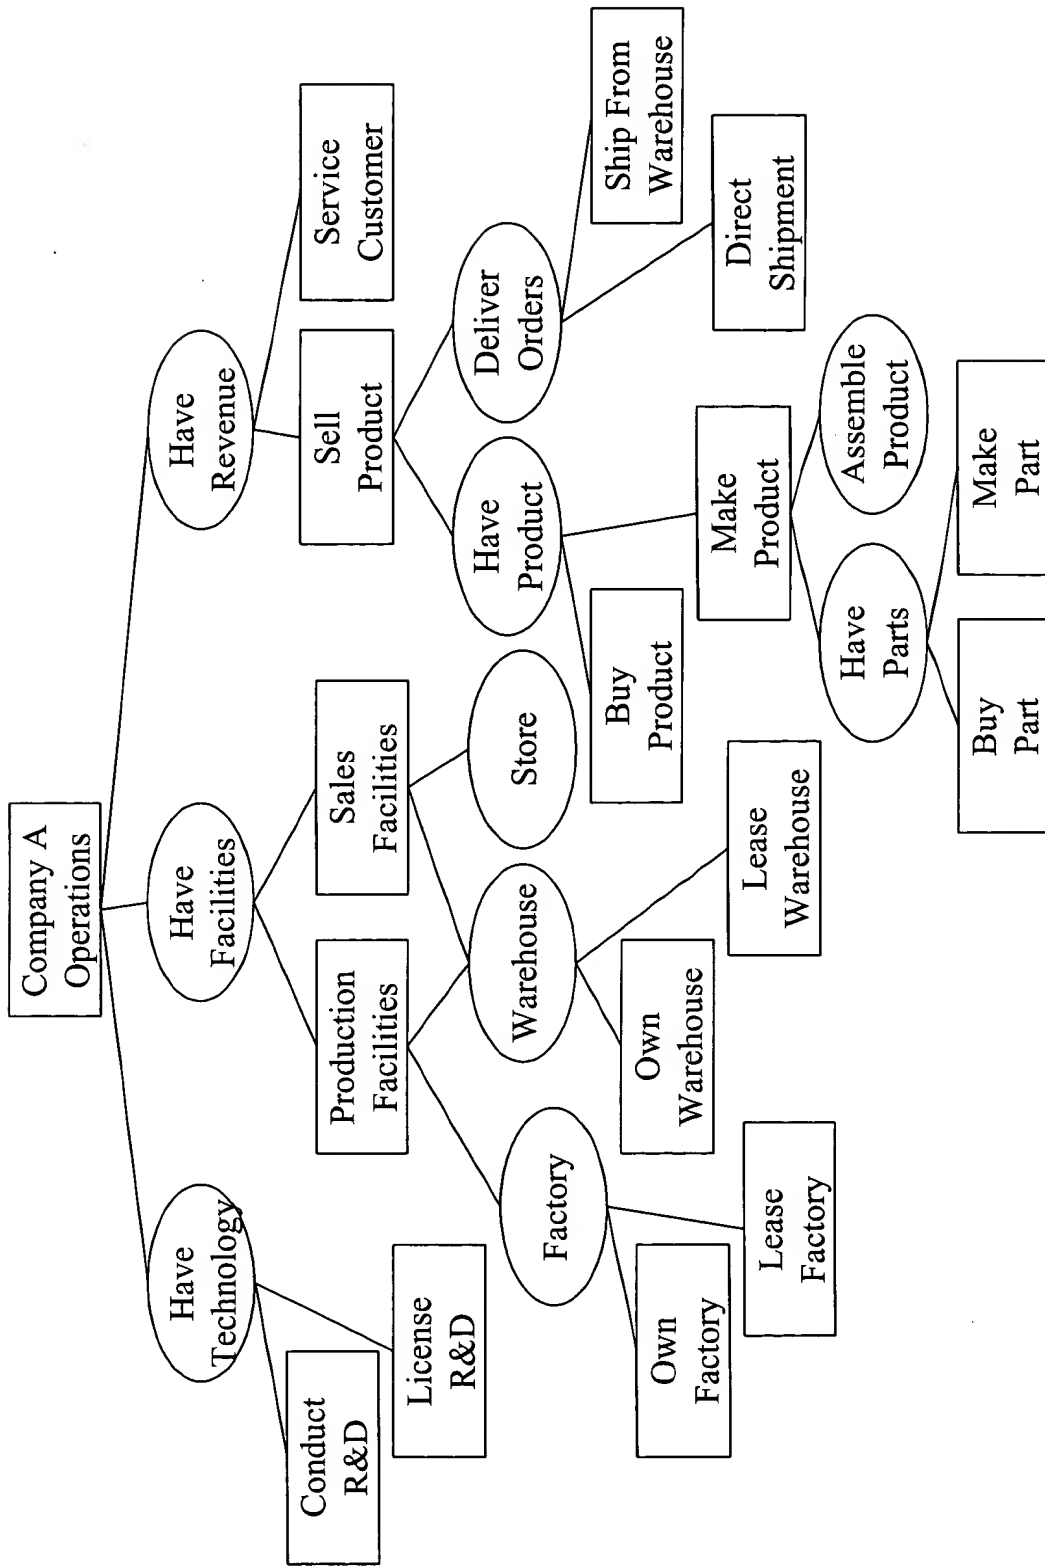 Company A
Operations
Have
Technology
Have
Facilities
Have
Revenue
Conduct
R&D
License
R&D
Production
Facilities
Sales
Facilities
Sell
Product
Service
Customer
Factory
Warehouse
Store
Have
Product
Deliver
Orders
Own
Factory
Lease
Factory
Own
Warehouse
Lease
Warehouse
Buy
Product
Make
Product
Direct
Shipment
Ship From
Warehouse
Have
Parts
Assemble
Product
Buy
Part
Make
Part